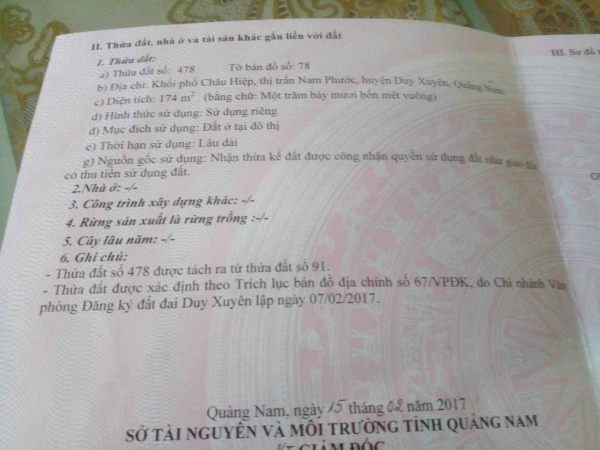 II. Thửa đất, nhà ở và tài sản khác gắn liền với đất
III. Sơ đồ
1. Thửa đất:
a) Thửa đất số: 478 Tờ bản đồ số: 78
b) Địa chỉ: Khối phố Châu Hiệp, thị trấn Nam Phước, huyện Duy Xuyên, Quảng Nam
c) Diện tích: 174 m² (bằng chữ: Một trăm bảy mươi bốn mét vuông)
d) Hình thức sử dụng: Sử dụng riêng
đ) Mục đích sử dụng: Đất ở tại đô thị
e) Thời hạn sử dụng: Lâu dài
g) Nguồn gốc sử dụng: Nhận thừa kế đất được công nhận quyền sử dụng đất như giao đất
có thu tiền sử dụng đất.
2.Nhà ở: -/-
3. Công trình xây dựng khác: -/-
4. Rừng sản xuất là rừng trồng :-/-
5. Cây lâu năm: -/-
6. Ghi chú:
- Thửa đất số 478 được tách ra từ thửa đất số 91.
- Thửa đất được xác định theo Trích lục bản đồ địa chính số 67/VPĐK, do Chi nhánh Văn
phòng Đăng ký đất đai Duy Xuyên lập ngày 07/02/2017.
Quảng Nam, ngày 15 tháng 02 năm 2017
SỞ TÀI NGUYÊN VÀ MÔI TRƯỜNG TỈNH QUẢNG NAM
GIÁM ĐỐC